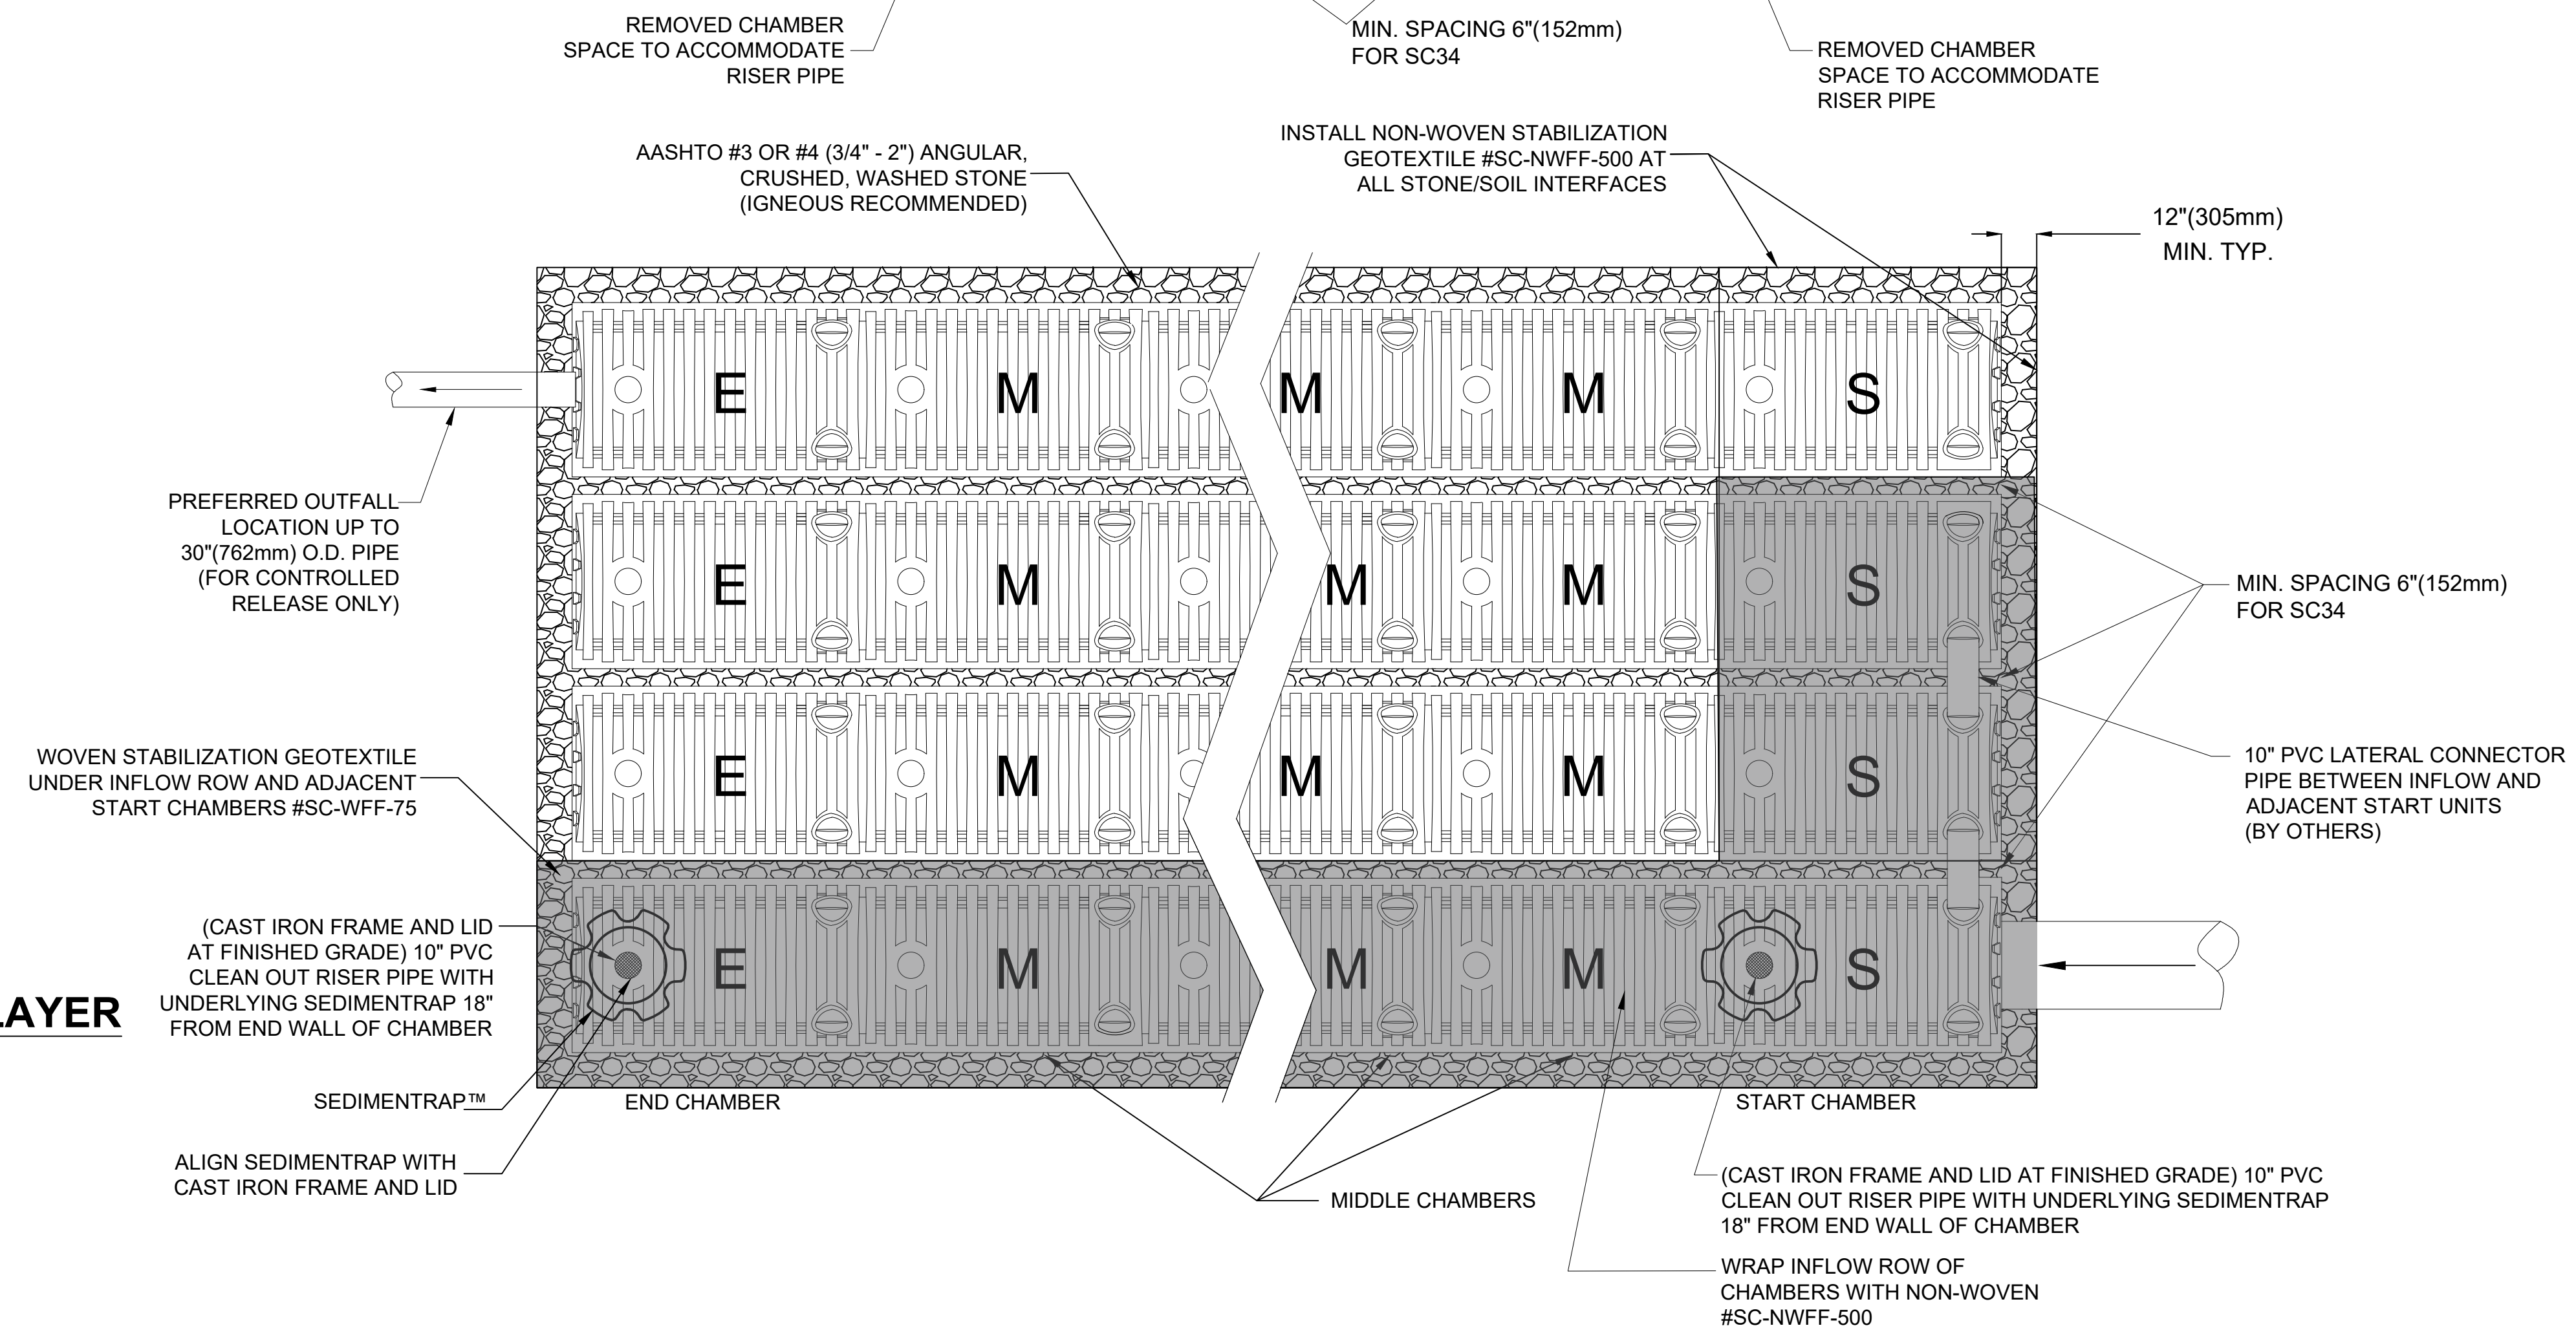 REMOVED CHAMBER
SPACE TO ACCOMMODATE
RISER PIPE
MIN. SPACING 6"(152mm)
FOR SC34
REMOVED CHAMBER
SPACE TO ACCOMMODATE
RISER PIPE
AASHTO #3 OR #4 (3/4" - 2") ANGULAR,
CRUSHED, WASHED STONE
(IGNEOUS RECOMMENDED)
INSTALL NON-WOVEN STABILIZATION
GEOTEXTILE #SC-NWFF-500 AT
ALL STONE/SOIL INTERFACES
12"(305mm)
MIN. TYP.
E M M M S
PREFERRED OUTFALL
LOCATION UP TO
30"(762mm) O.D. PIPE
(FOR CONTROLLED
RELEASE ONLY)
E M M M S
MIN. SPACING 6"(152mm)
FOR SC34
WOVEN STABILIZATION GEOTEXTILE
UNDER INFLOW ROW AND ADJACENT
START CHAMBERS #SC-WFF-75
E M M M S
10" PVC LATERAL CONNECTOR
PIPE BETWEEN INFLOW AND
ADJACENT START UNITS
(BY OTHERS)
(CAST IRON FRAME AND LID
AT FINISHED GRADE) 10" PVC
CLEAN OUT RISER PIPE WITH
UNDERLYING SEDIMENTRAP 18"
FROM END WALL OF CHAMBER
E M M M S
LAYER
SEDIMENTRAP™
END CHAMBER
START CHAMBER
ALIGN SEDIMENTRAP WITH
CAST IRON FRAME AND LID
MIDDLE CHAMBERS
(CAST IRON FRAME AND LID AT FINISHED GRADE) 10" PVC
CLEAN OUT RISER PIPE WITH UNDERLYING SEDIMENTRAP
18" FROM END WALL OF CHAMBER
WRAP INFLOW ROW OF
CHAMBERS WITH NON-WOVEN
#SC-NWFF-500